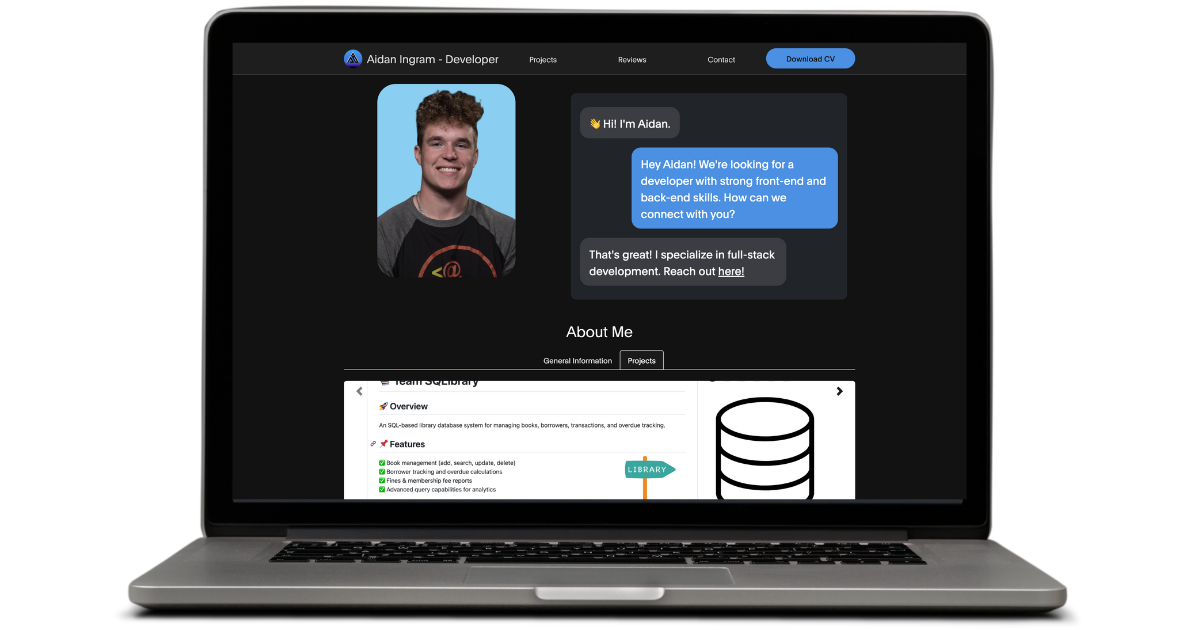 Aidan Ingram - Developer
Projects
Reviews
Contact
Download CV
👋 Hi! I'm Aidan.
Hey Aidan! We're looking for a
developer with strong front-end and
back-end skills. How can we
connect with you?
That's great! I specialize in full-stack
development. Reach out here!
<@
About Me
General Information
Projects
Team SQLibrary
🚀 Overview
An SQL-based library database system for managing books, borrowers, transactions, and overdue tracking.
📌 Features
✅ Book management (add, search, update, delete)
✅ Borrower tracking and overdue calculations
✅ Fines & membership fee reports
✅ Advanced query capabilities for analytics
LIBRARY